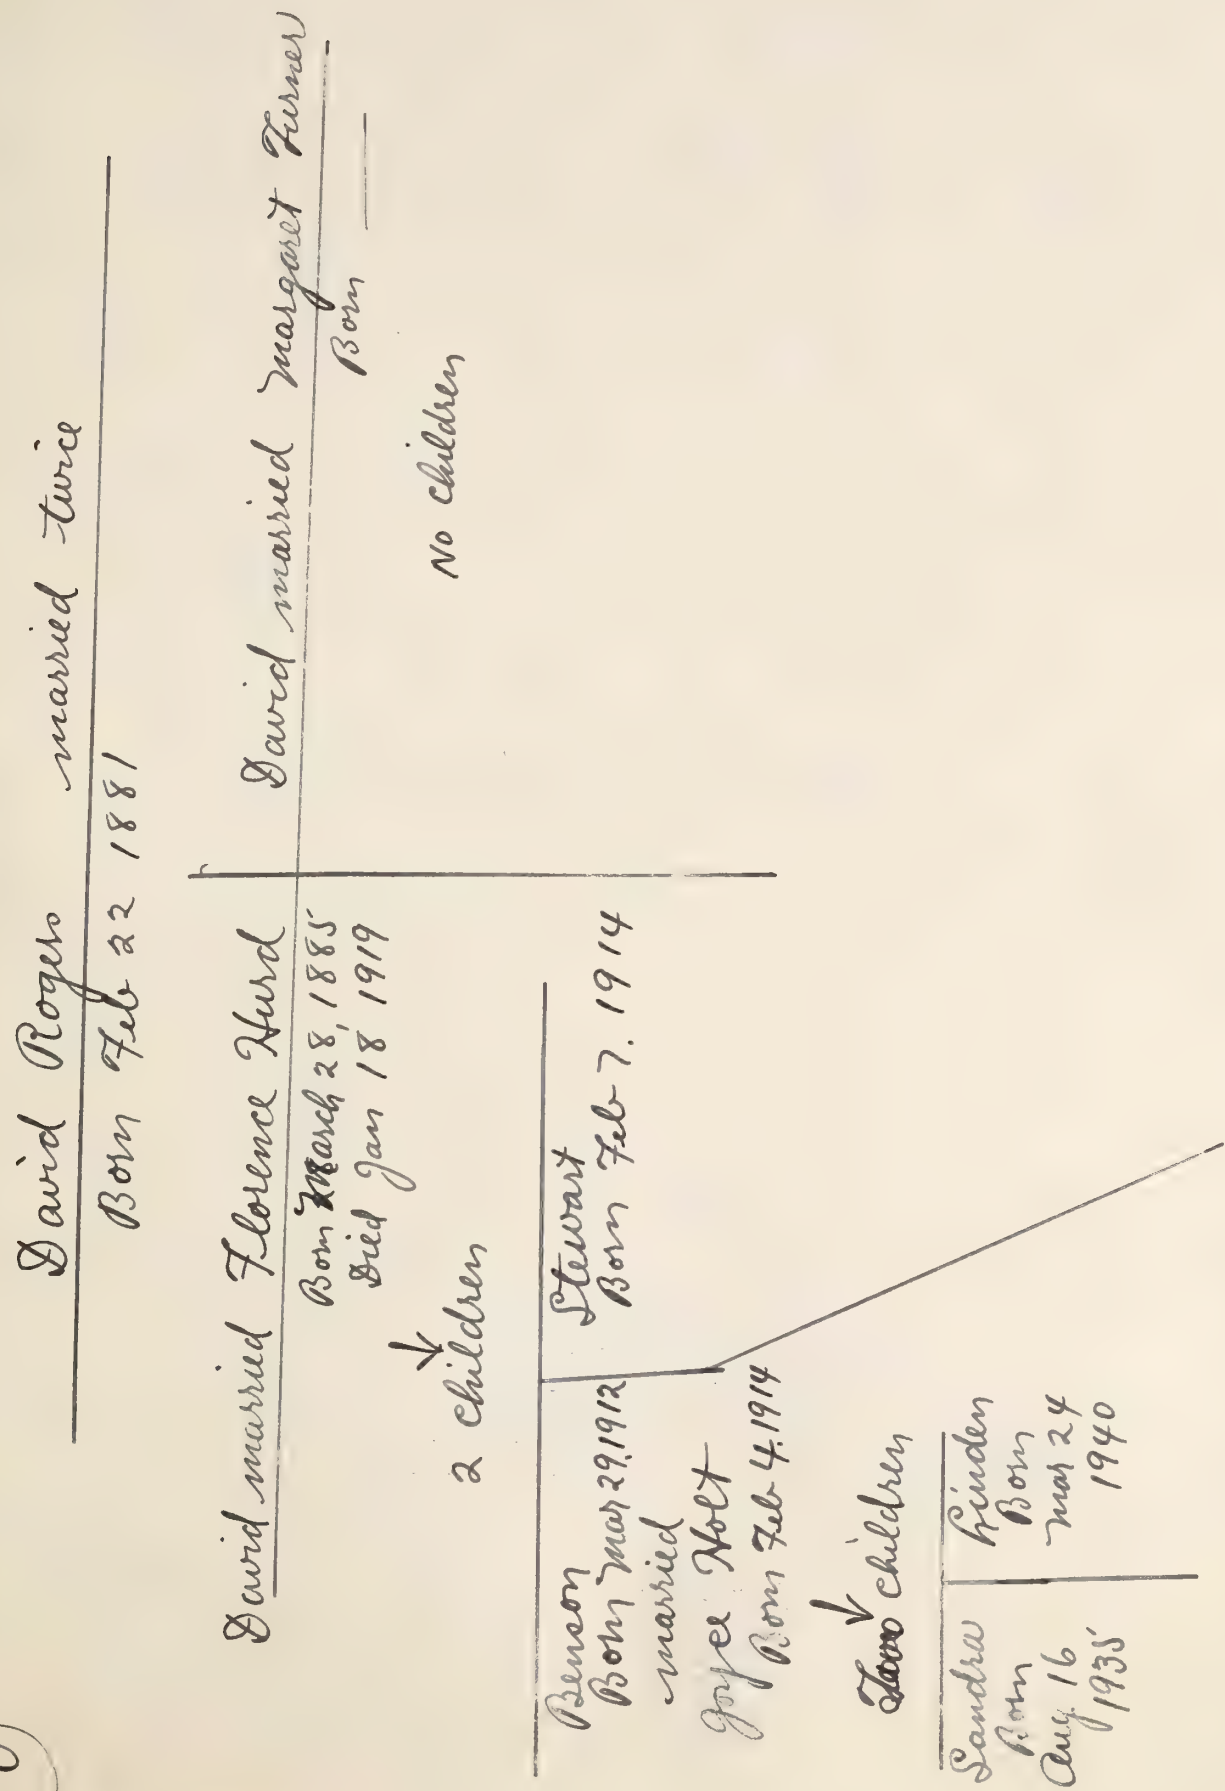 David Rogers married twice
Born Feb 22 1881
David married Florence Hurd
Born March 28, 1885
Died Jan 18 1919
2 children
David married Margaret Turner
Born
No children
Benson
Born Mar 29, 1912
married
Joyce Holt
Born Feb 4. 1914
Stewart
Born Feb 7. 1914
Two children
Sandra
Born
Aug. 16
1935
Linden
Born
Mar 24
1940